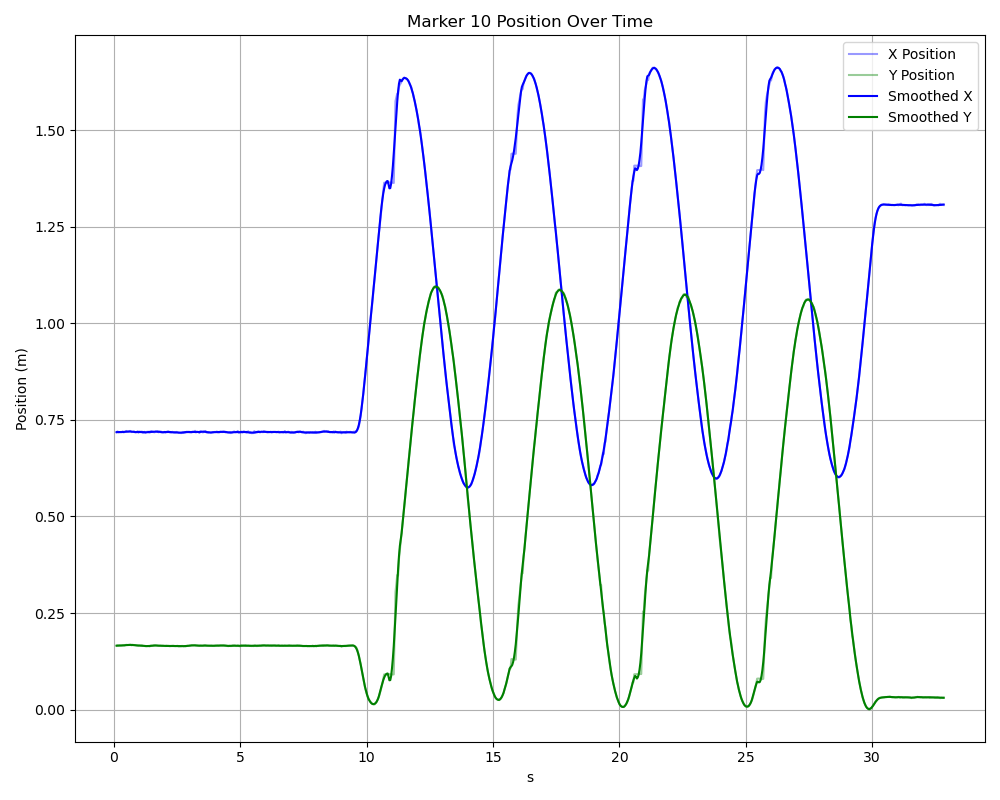 Marker 10 Position Over Time
X Position
Y Position
Smoothed X
Smoothed Y
Position (m)
1.50
1.25
1.00
0.75
0.50
0.25
0.00
0 5 10 15 20 25 30
s